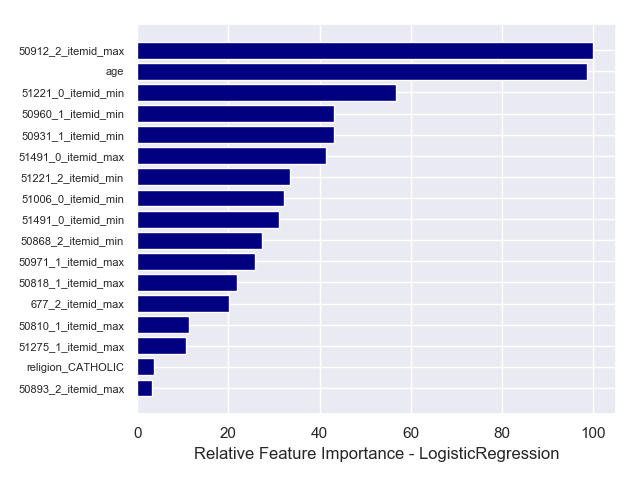 50912_2_itemid_max
age
51221_0_itemid_min
50960_1_itemid_min
50931_1_itemid_min
51491_0_itemid_max
51221_2_itemid_min
51006_0_itemid_min
51491_0_itemid_min
50868_2_itemid_min
50971_1_itemid_max
50818_1_itemid_max
677_2_itemid_max
50810_1_itemid_max
51275_1_itemid_max
religion_CATHOLIC
50893_2_itemid_max
0 20 40 60 80 100
Relative Feature Importance - LogisticRegression